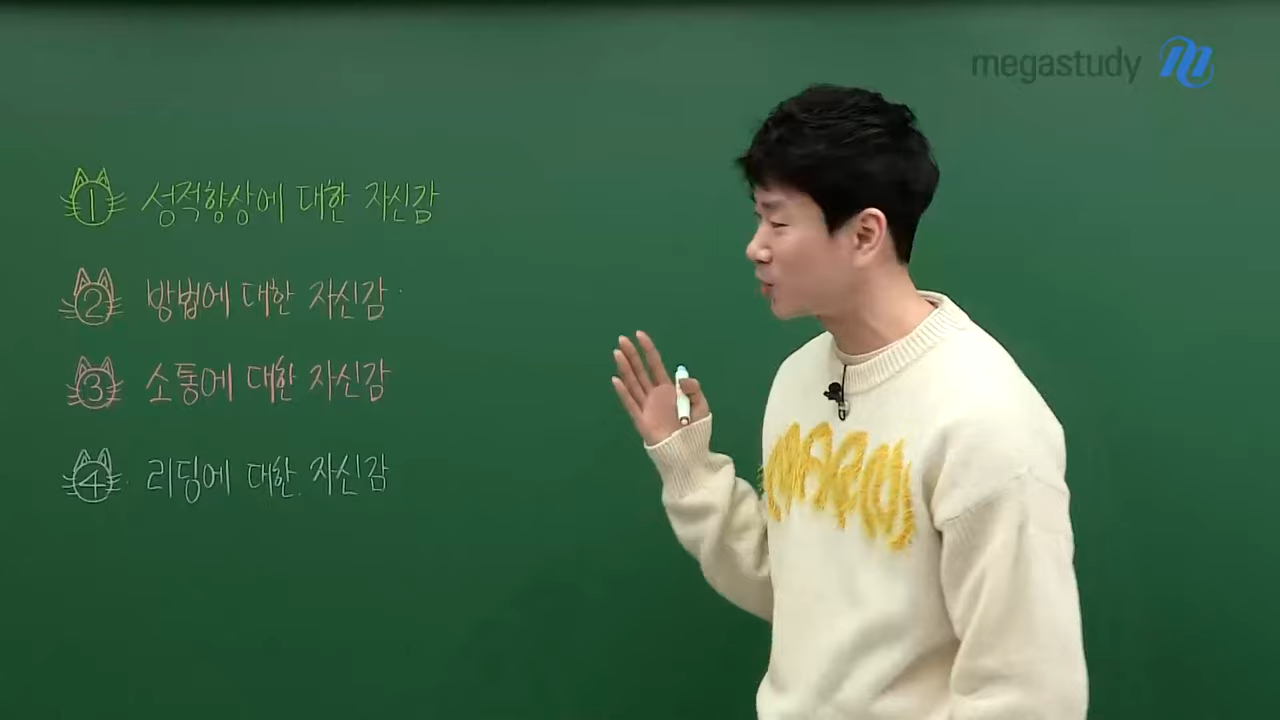 megastudy
① 성적향상에 대한 자신감
② 방법에 대한 자신감
③ 소통에 대한 자신감
④ 리딩에 대한 자신감
MARNI